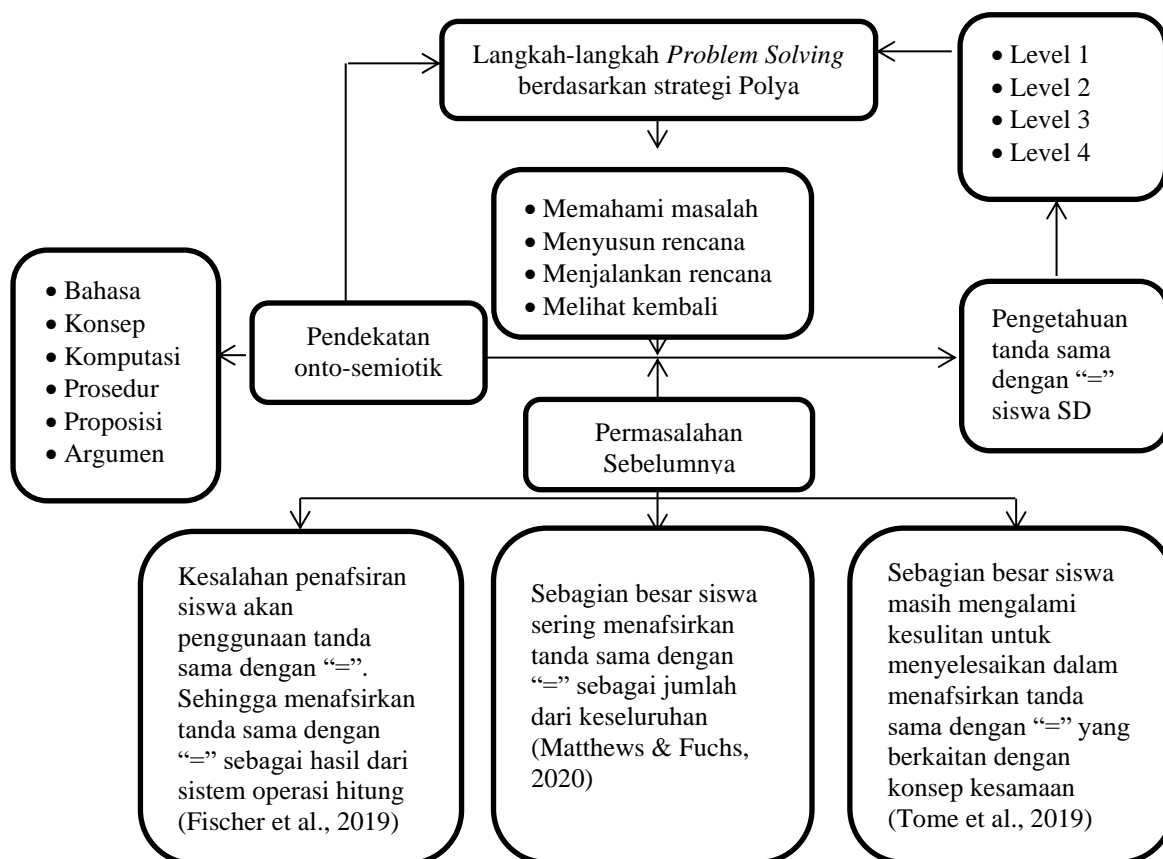 Langkah-langkah Problem Solving
berdasarkan strategi Polya
• Level 1
• Level 2
• Level 3
• Level 4
• Memahami masalah
• Menyusun rencana
• Menjalankan rencana
• Melihat kembali
• Bahasa
• Konsep
• Komputasi
• Prosedur
• Proposisi
• Argumen
Pendekatan
onto-semiotik
Pengetahuan
tanda sama
dengan “=”
siswa SD
Permasalahan
Sebelumnya
Kesalahan penafsiran
siswa akan
penggunaan tanda
sama dengan “=”.
Sehingga menafsirkan
tanda sama dengan
“=” sebagai hasil dari
sistem operasi hitung
(Fischer et al., 2019)
Sebagian besar siswa
sering menafsirkan
tanda sama dengan
“=” sebagai jumlah
dari keseluruhan
(Matthews & Fuchs,
2020)
Sebagian besar siswa
masih mengalami
kesulitan untuk
menyelesaikan dalam
menafsirkan tanda
sama dengan “=” yang
berkaitan dengan
konsep kesamaan
(Tome et al., 2019)